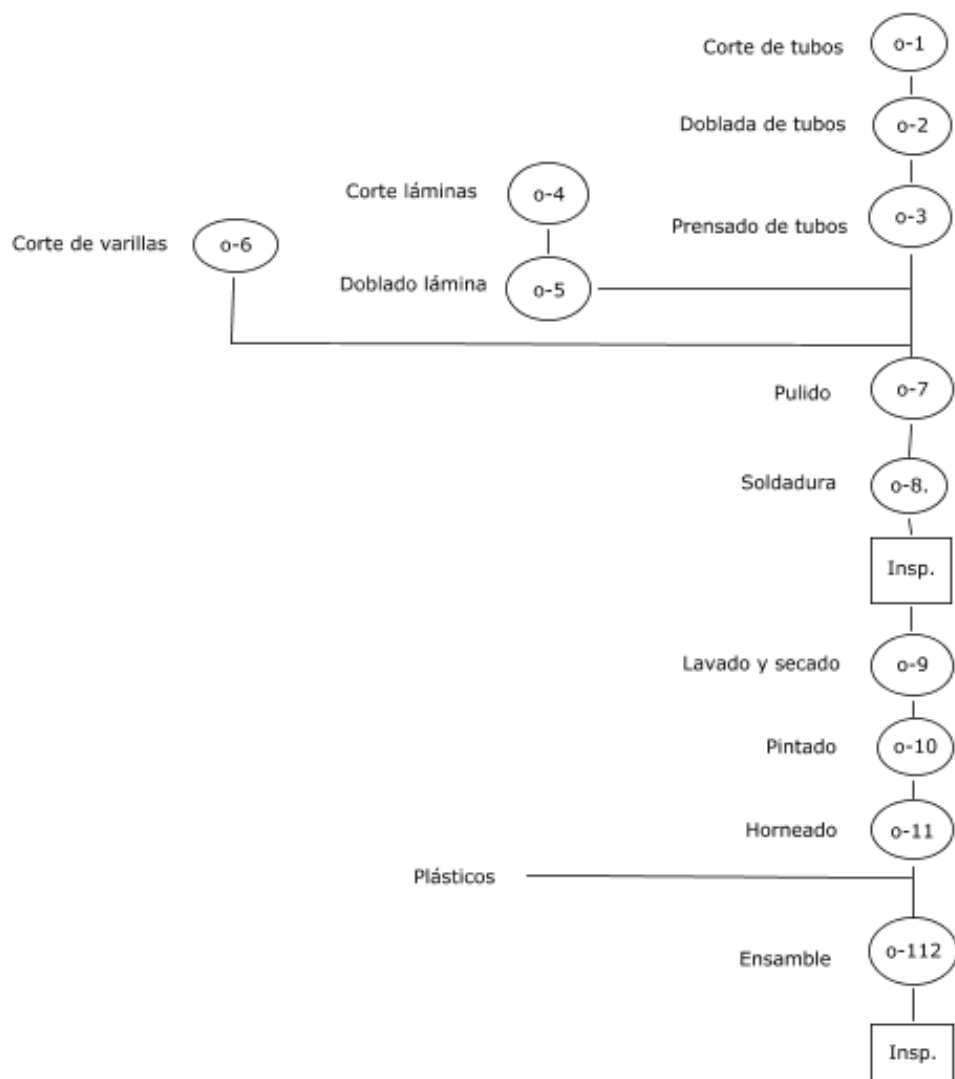 Corte de tubos
o-1
Doblada de tubos
o-2
Corte láminas
o-4
Prensado de tubos
o-3
Corte de varillas
o-6
Doblado lámina
o-5
Pulido
o-7
Soldadura
o-8.
Insp.
Lavado y secado
o-9
Pintado
o-10
Horneado
o-11
Plásticos
Ensamble
o-112
Insp.